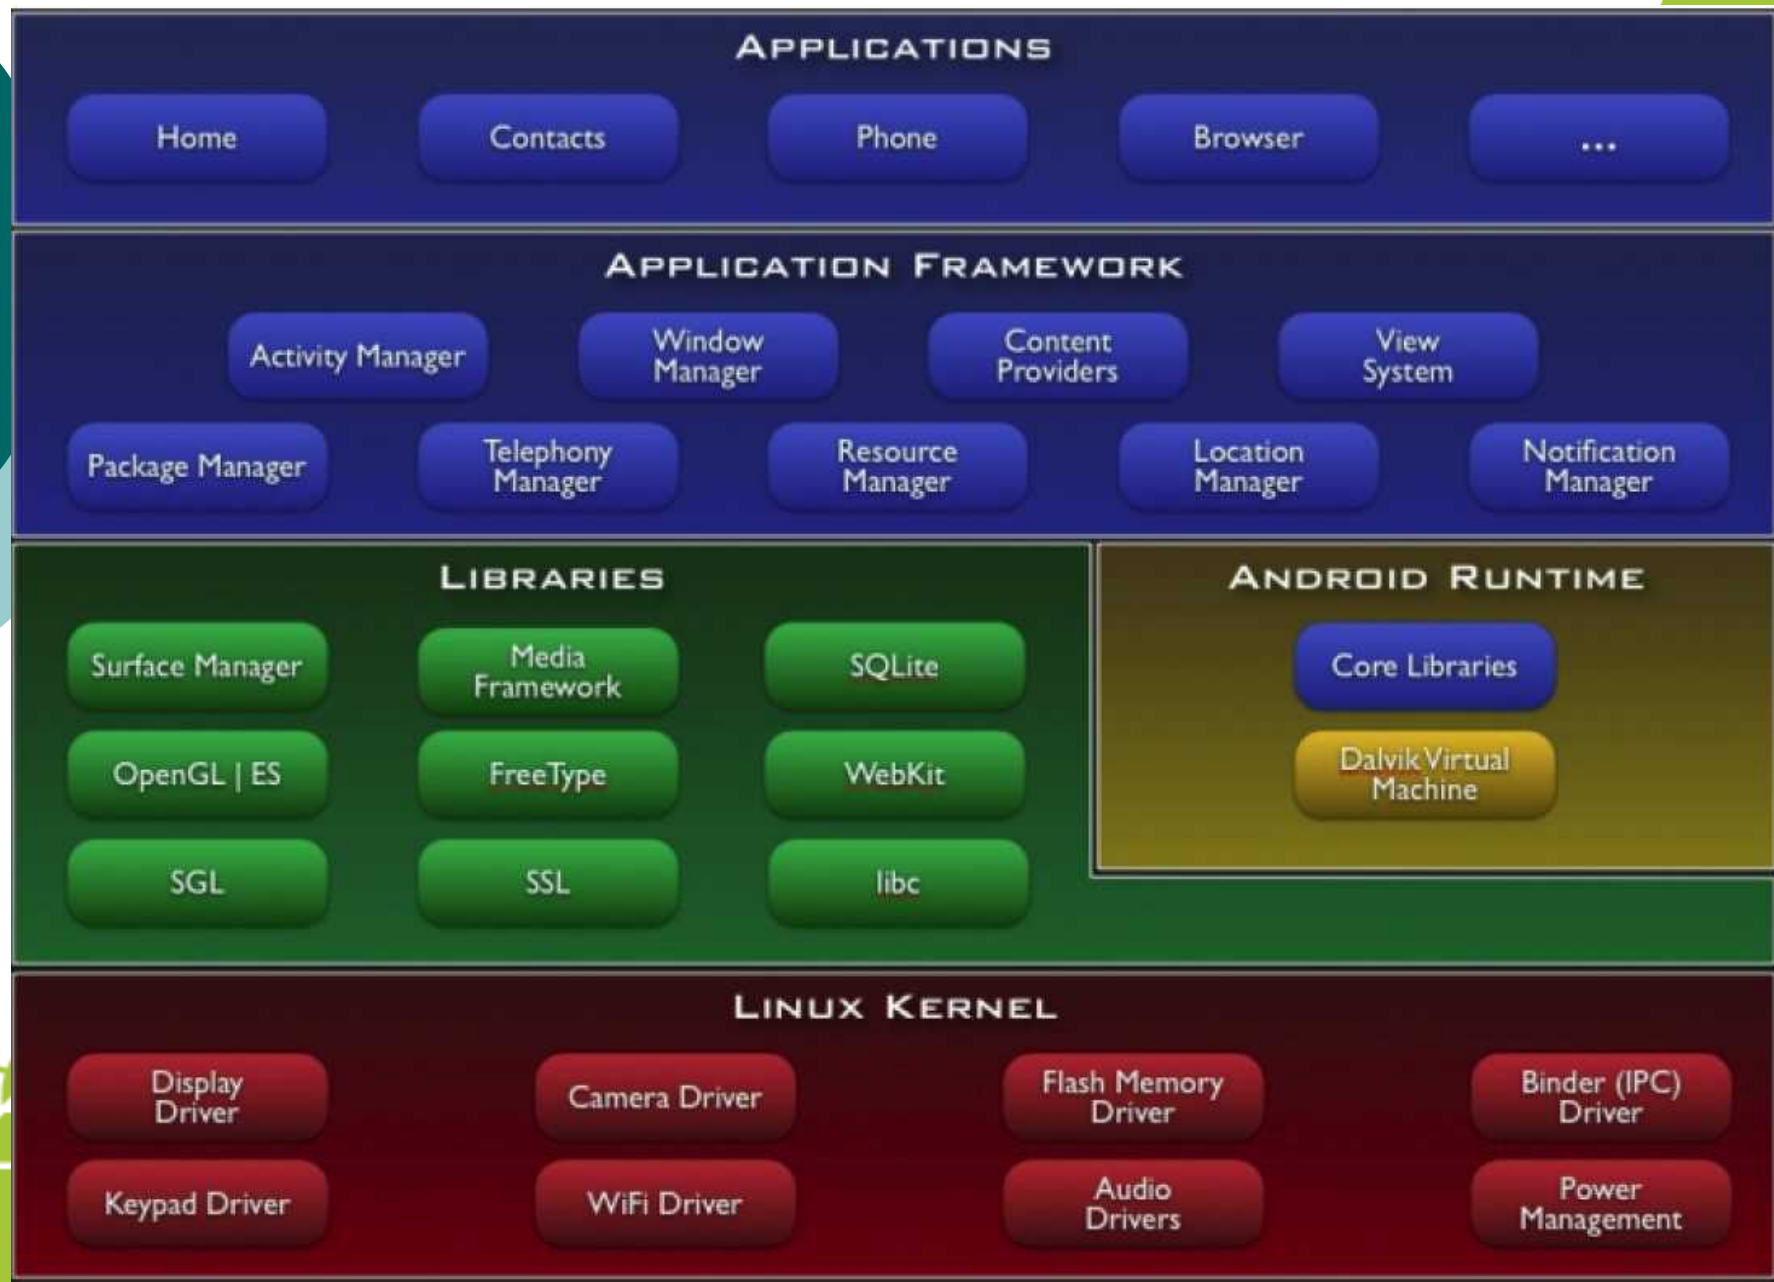 APPLICATIONS
Home
Contacts
Phone
Browser
...
APPLICATION FRAMEWORK
Activity Manager
Window
Manager
Content
Providers
View
System
Package Manager
Telephony
Manager
Resource
Manager
Location
Manager
Notification
Manager
LIBRARIES
Surface Manager
Media
Framework
SQLite
OpenGL | ES
FreeType
WebKit
SGL
SSL
libc
ANDROID RUNTIME
Core Libraries
Dalvik Virtual
Machine
LINUX KERNEL
Display
Driver
Camera Driver
Flash Memory
Driver
Binder (IPC)
Driver
Keypad Driver
WiFi Driver
Audio
Drivers
Power
Management